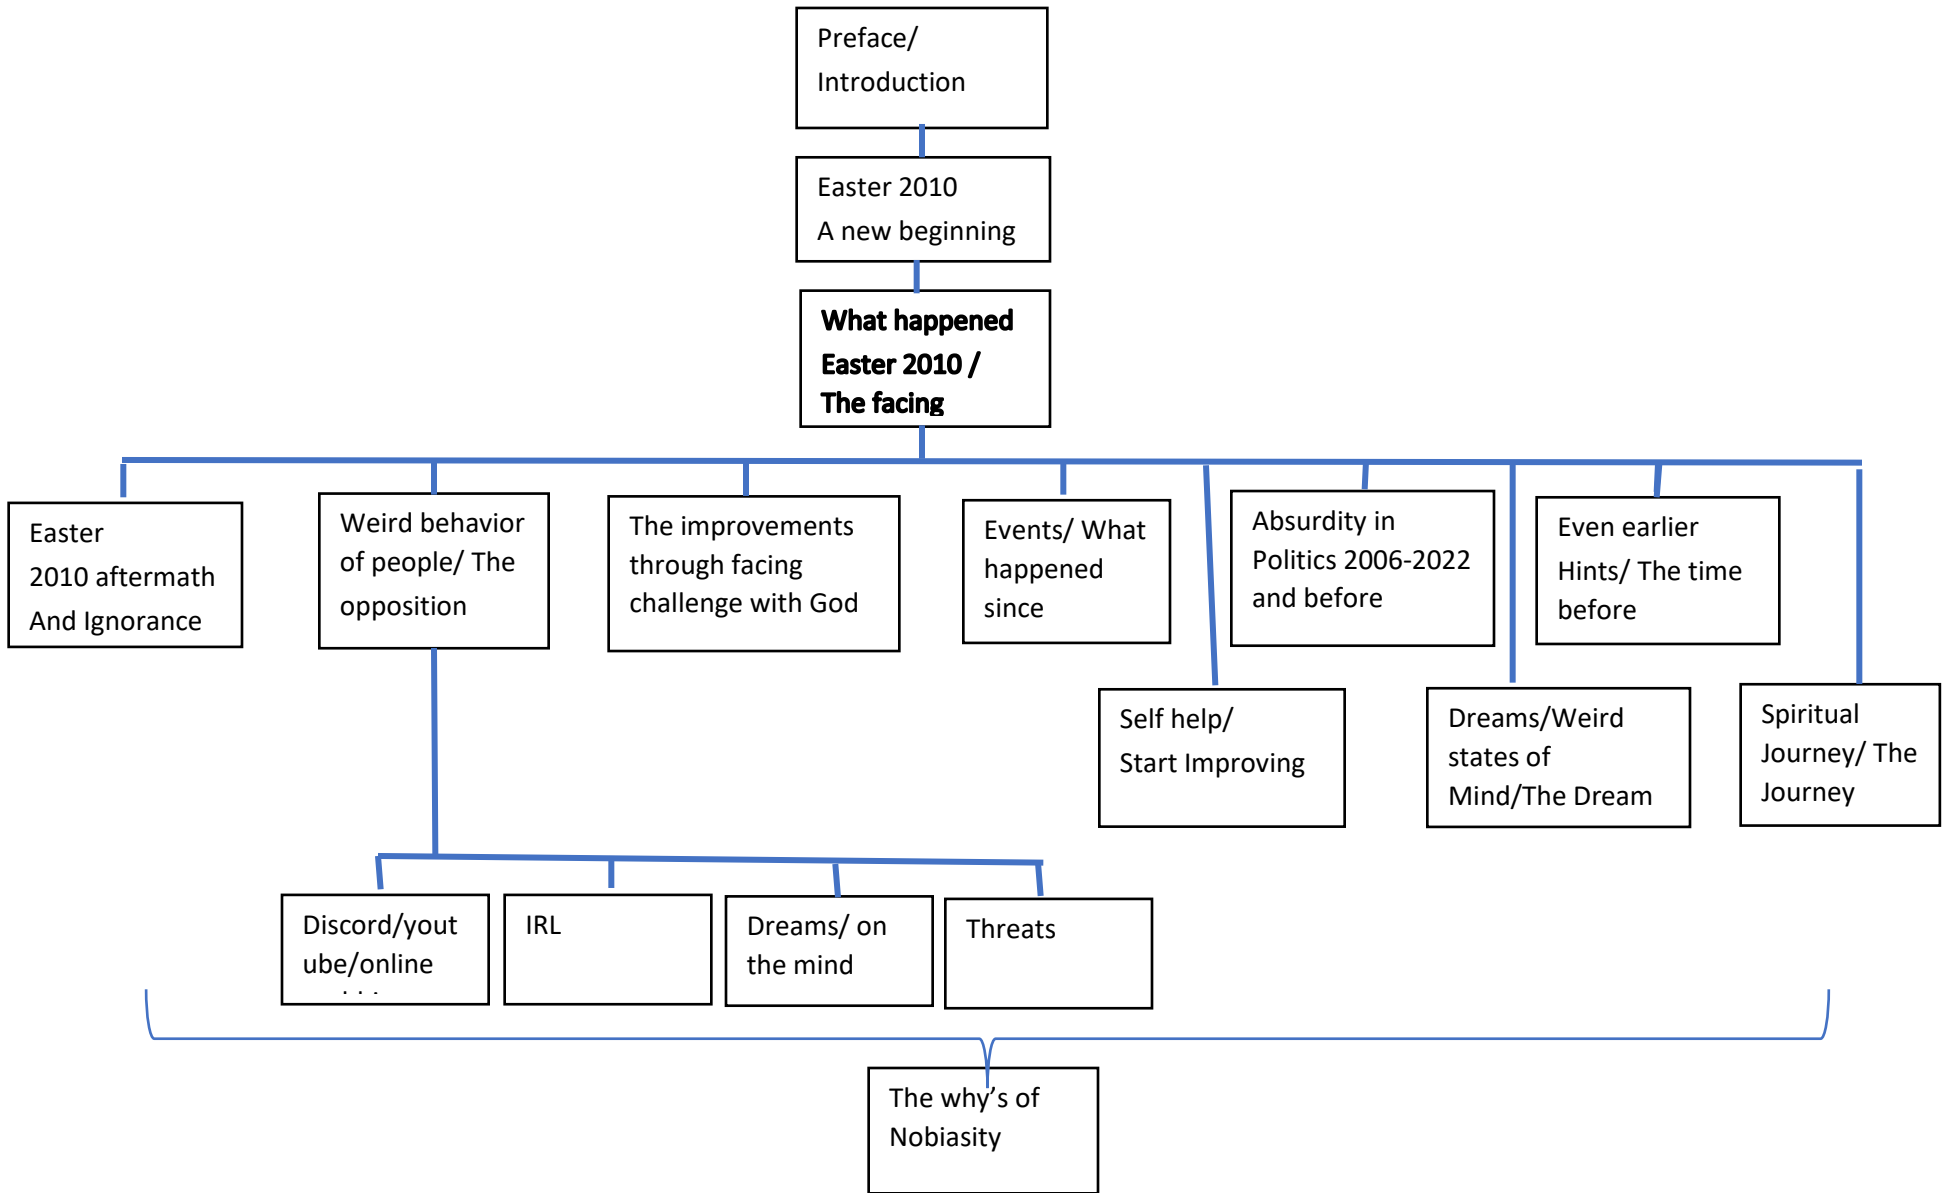 Preface/
Introduction
Easter 2010
A new beginning
What happened
Easter 2010 /
The facing
Easter
2010 aftermath
And Ignorance
Weird behavior
of people/ The
opposition
The improvements
through facing
challenge with God
Events/ What
happened
since
Absurdity in
Politics 2006-2022
and before
Even earlier
Hints/ The time
before
Self help/
Start Improving
Dreams/Weird
states of
Mind/The Dream
Spiritual
Journey/ The
Journey
Discord/yout
ube/online
IRL
Dreams/ on
the mind
Threats
The why's of
Nobiasity